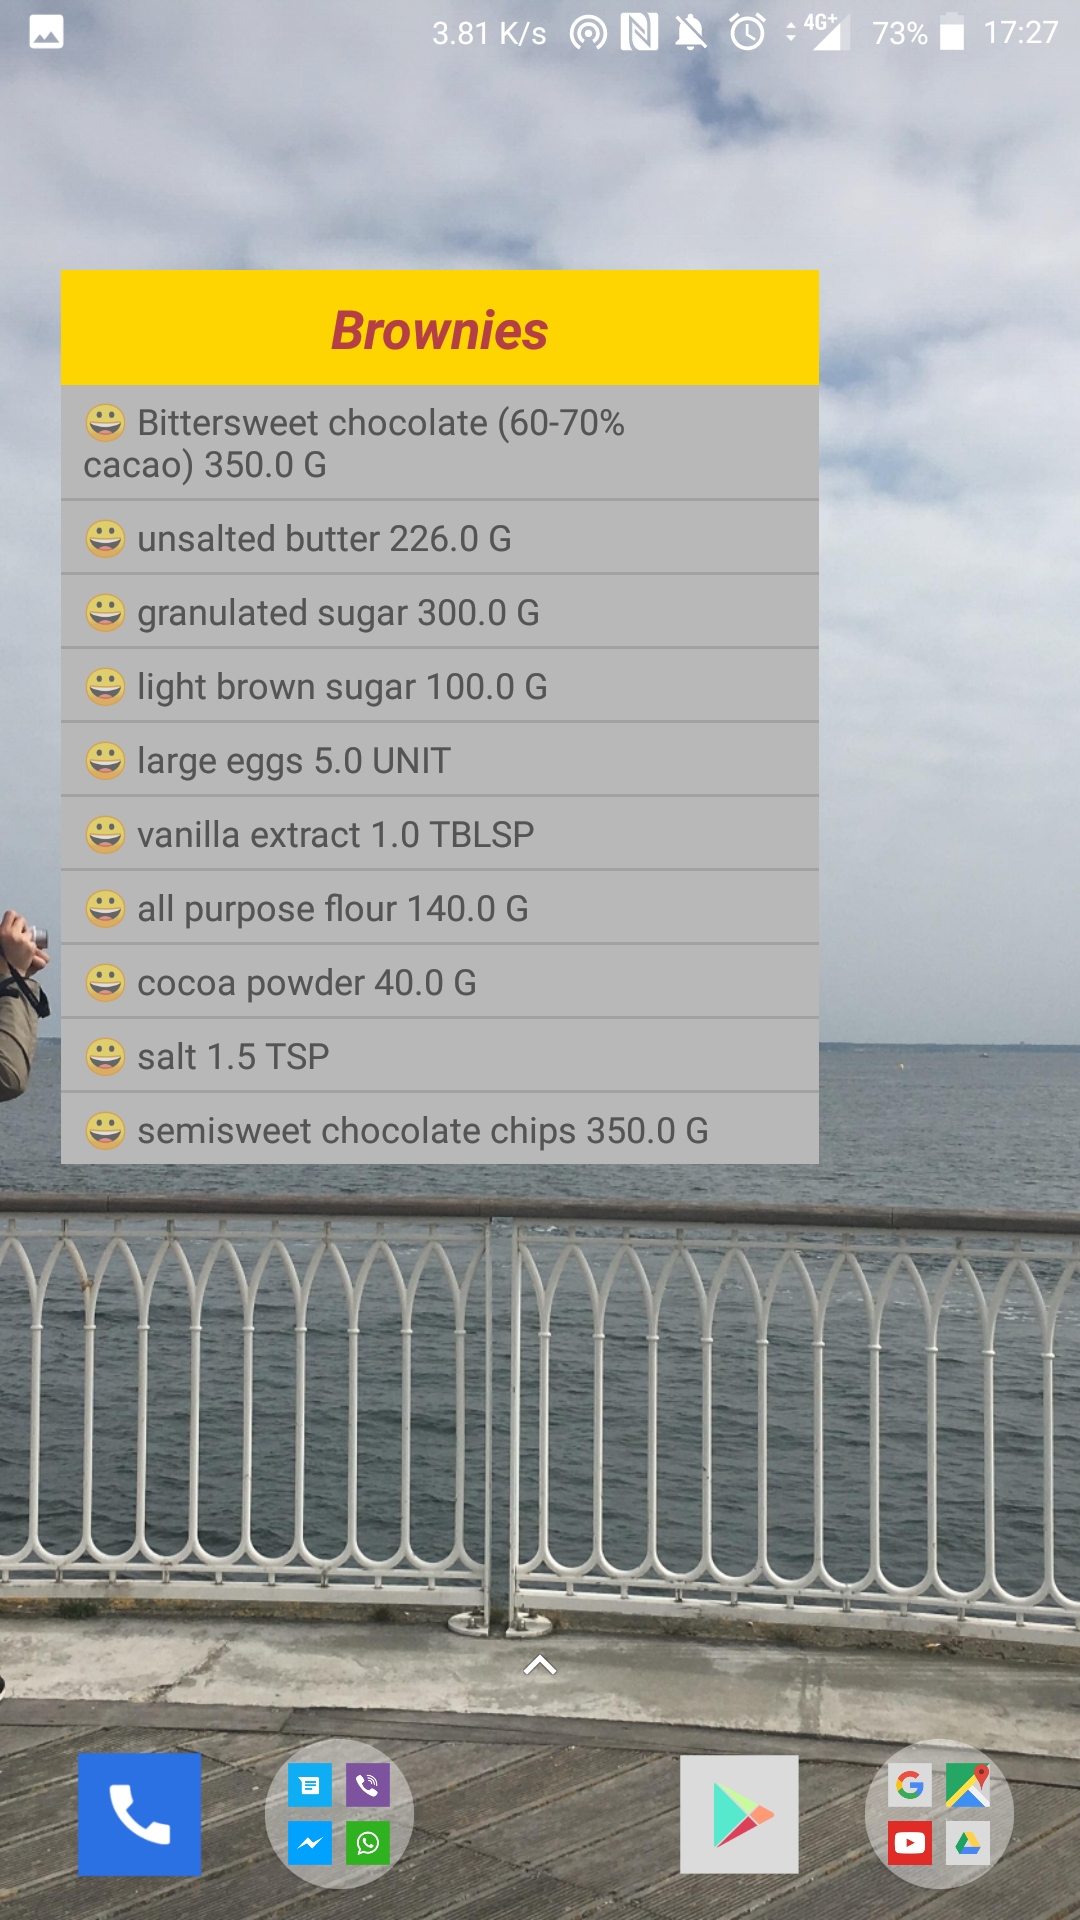 3.81 K/s 4G+ 73% 17:27
Brownies
😀 Bittersweet chocolate (60-70%
cacao) 350.0 G
😀 unsalted butter 226.0 G
😀 granulated sugar 300.0 G
😀 light brown sugar 100.0 G
😀 large eggs 5.0 UNIT
😀 vanilla extract 1.0 TBLSP
😀 all purpose flour 140.0 G
😀 cocoa powder 40.0 G
😀 salt 1.5 TSP
😀 semisweet chocolate chips 350.0 G